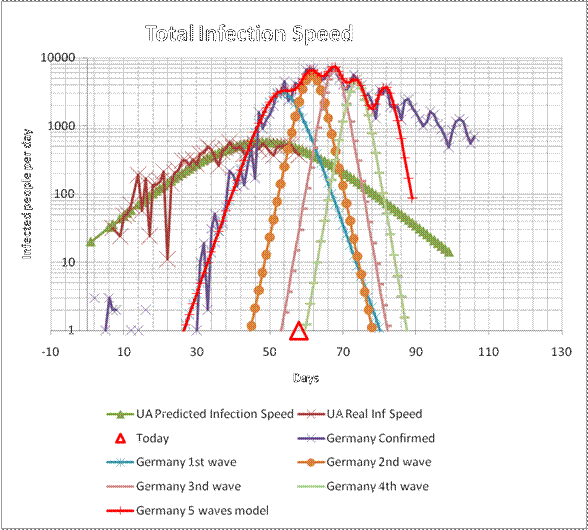 Total Infection Speed
Infected people per day
10000
1000
100
10
1
-10 10 30 50 70 90 110 130
Days
UA Predicted Infection Speed UA Real Inf Speed
Today Germany Confirmed
Germany 1st wave Germany 2nd wave
Germany 3nd wave Germany 4th wave
Germany 5 waves model